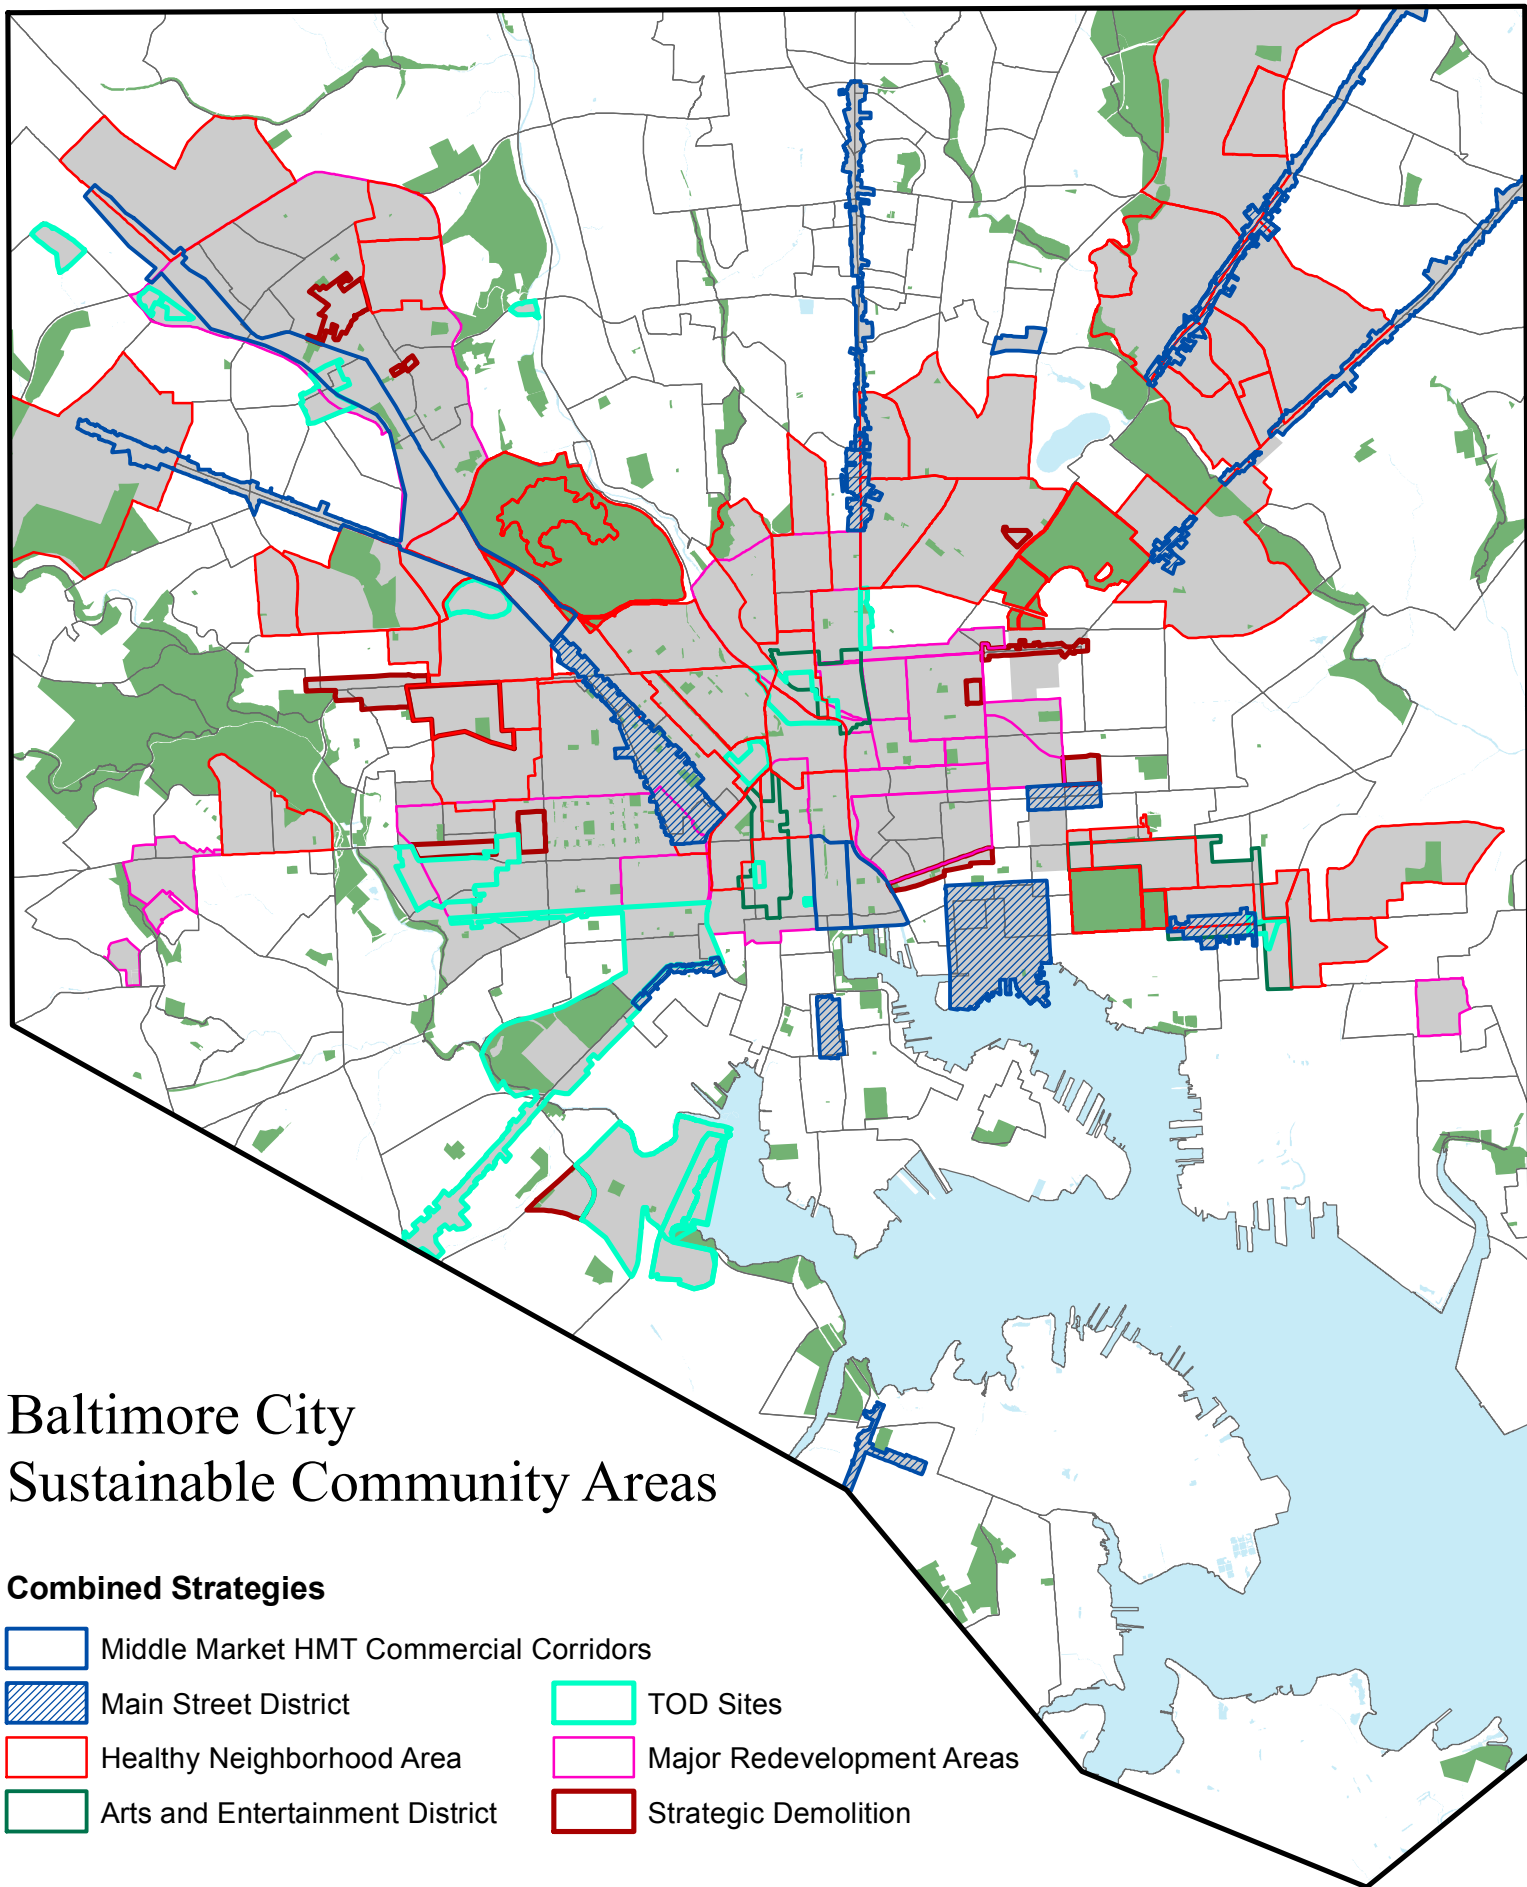 Baltimore City
Sustainable Community Areas
Combined Strategies
Middle Market HMT Commercial Corridors
Main Street District
Healthy Neighborhood Area
Arts and Entertainment District
TOD Sites
Major Redevelopment Areas
Strategic Demolition